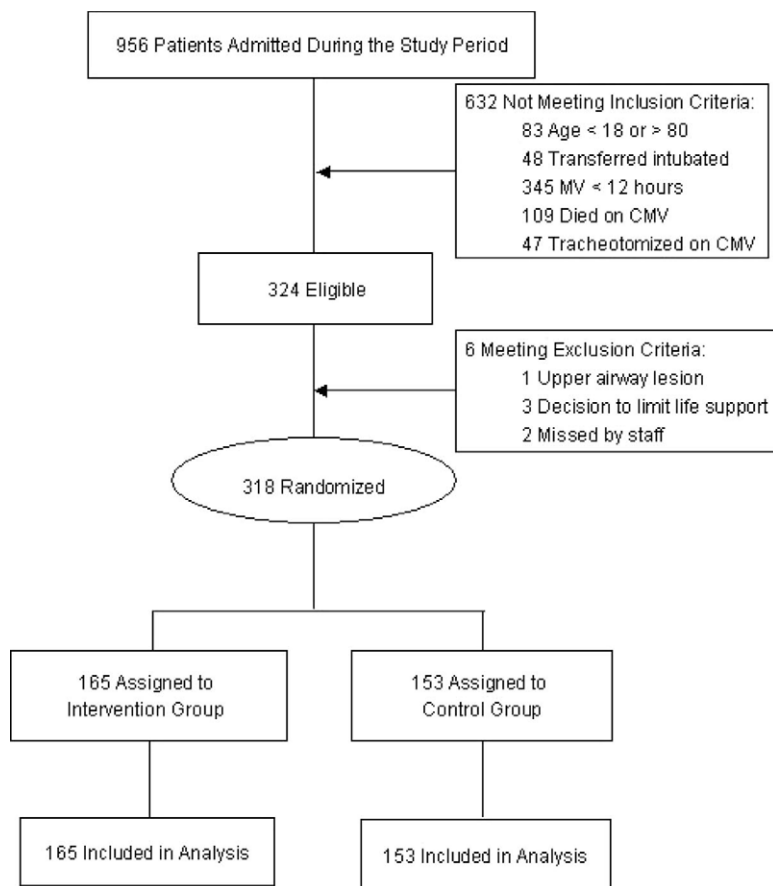 956 Patients Admitted During the Study Period
632 Not Meeting Inclusion Criteria:
83 Age < 18 or > 80
48 Transferred intubated
345 MV < 12 hours
109 Died on CMV
47 Tracheotomized on CMV
324 Eligible
6 Meeting Exclusion Criteria:
1 Upper airway lesion
3 Decision to limit life support
2 Missed by staff
318 Randomized
165 Assigned to
Intervention Group
153 Assigned to
Control Group
165 Included in Analysis
153 Included in Analysis